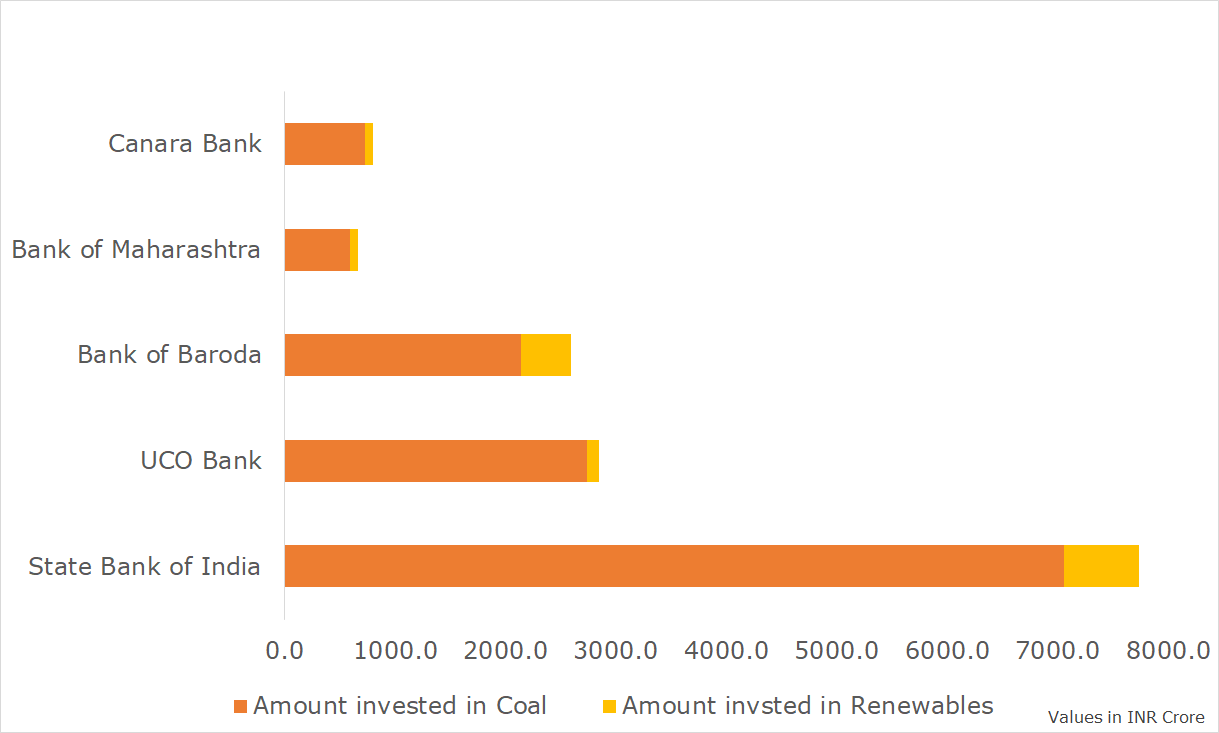 Canara Bank
Bank of Maharashtra
Bank of Baroda
UCO Bank
State Bank of India
0.0 1000.0 2000.0 3000.0 4000.0 5000.0 6000.0 7000.0 8000.0
Amount invested in Coal Amount invsted in Renewables
Values in INR Crore